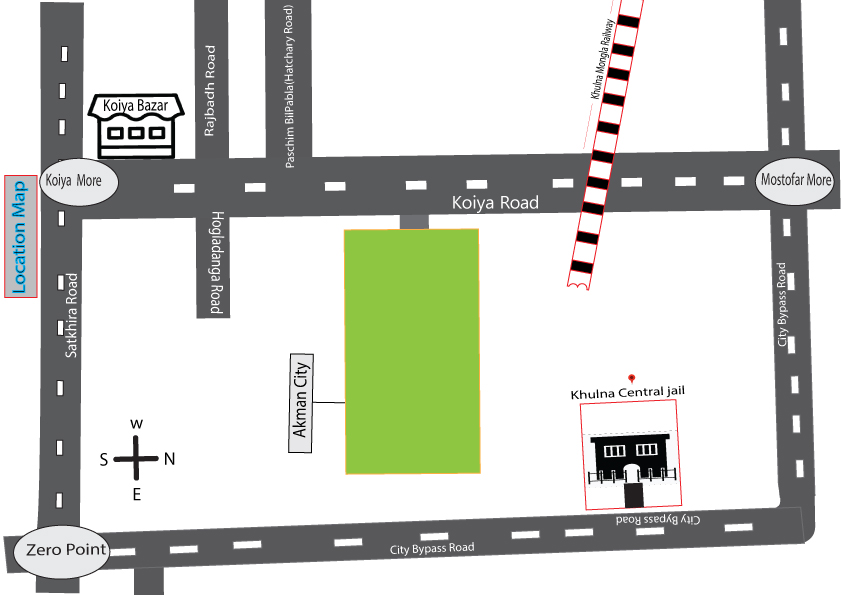 Khulna Mongla Railway
Paschim BilPabla(Hatchary Road)
Rajbadh Road
Koiya Bazar
Koiya More
Mostofar More
Location Map
Koiya Road
Hogladanga Road
Satkhira Road
City Bypass Road
Akman City
Khulna Central jail
W
S N
E
City Bypass Road
Zero Point
City Bypass Road